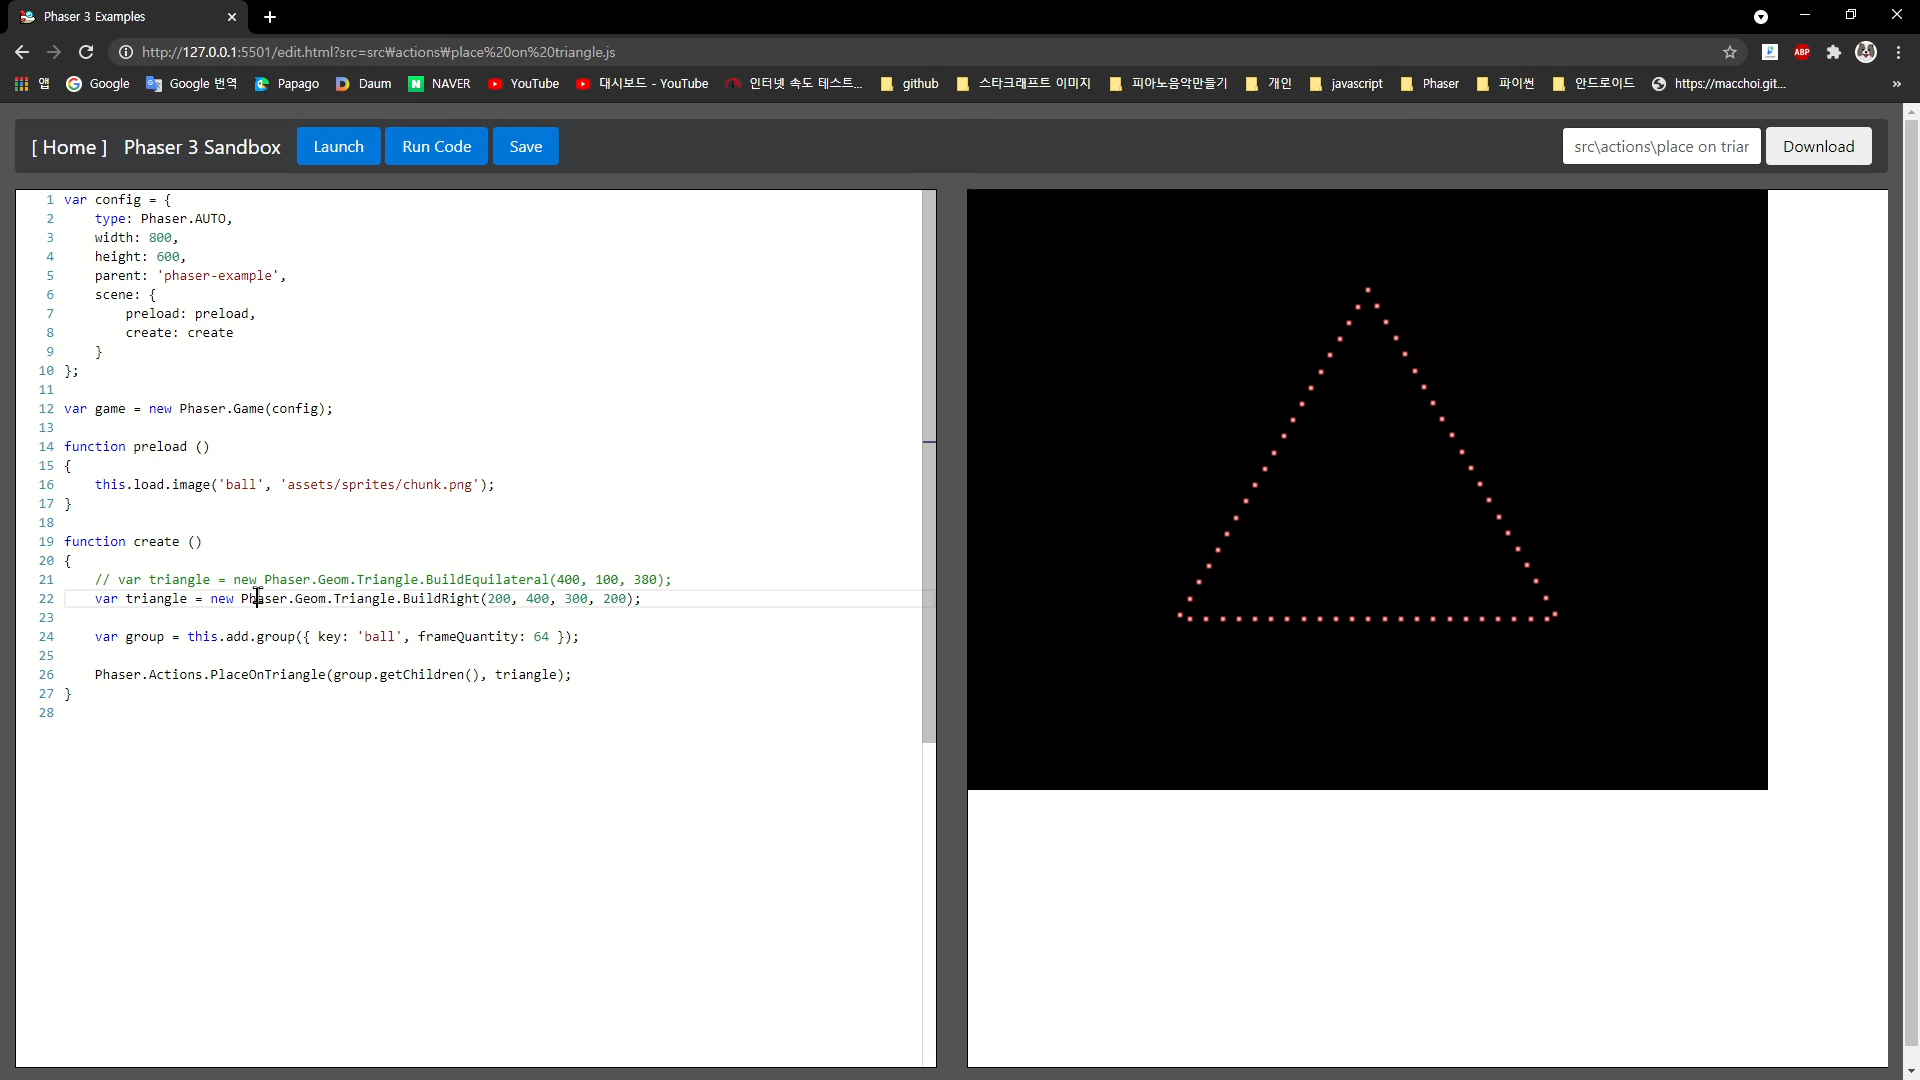 Phaser 3 Examples
http://127.0.0.1:5501/edit.html?src=src₩actions₩place%20on%20triangle.js
앱 Google Google 번역 Papago Daum NAVER YouTube 대시보드 - YouTube 인터넷 속도 테스트... github 스타크래프트 이미지 피아노음악만들기 개인 javascript Phaser 파이썬 안드로이드 https://macchoi.git... »
[ Home ] Phaser 3 Sandbox Launch Run Code Save src\actions\place on triar Download
1 var config = {
2 type: Phaser.AUTO,
3 width: 800,
4 height: 600,
5 parent: 'phaser-example',
6 scene: {
7 preload: preload,
8 create: create
9 }
10 };
11
12 var game = new Phaser.Game(config);
13
14 function preload ()
15 {
16 this.load.image('ball', 'assets/sprites/chunk.png');
17 }
18
19 function create ()
20 {
21 // var triangle = new Phaser.Geom.Triangle.BuildEquilateral(400, 100, 380);
22 var triangle = new Phaser.Geom.Triangle.BuildRight(200, 400, 300, 200);
23
24 var group = this.add.group({ key: 'ball', frameQuantity: 64 });
25
26 Phaser.Actions.PlaceOnTriangle(group.getChildren(), triangle);
27 }
28